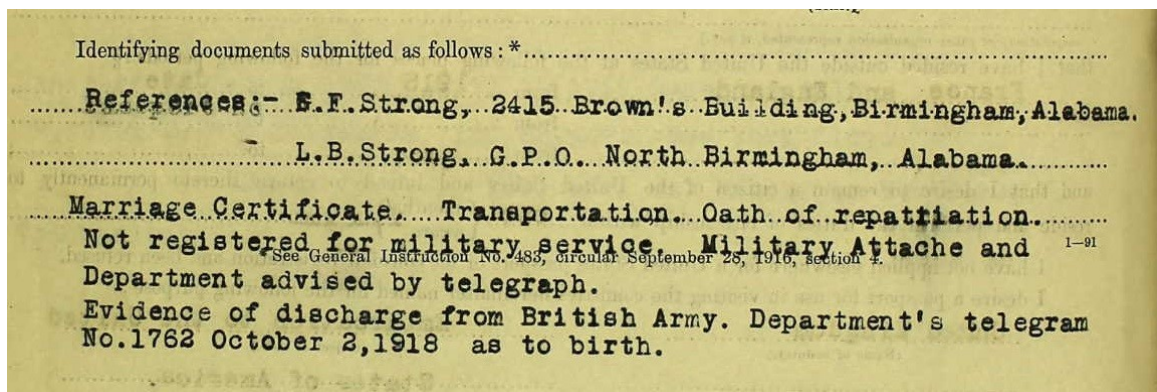 Identifying documents submitted as follows: *
References:- S.F.Strong, 2415 Brown's Building, Birmingham, Alabama.
- L.B.Strong, G.P.O. North Birmingham, Alabama.
Marriage Certificate. Transportation. Oath of repattiation
Not registered for military service. Military Attache and 1—91
See General Instruction No. 483, circular September 28, 1916, section 4.
Department advised by telegraph.
Evidence of discharge from British Army. Department's telegram
No.1762 October 2,1918 as to birth.